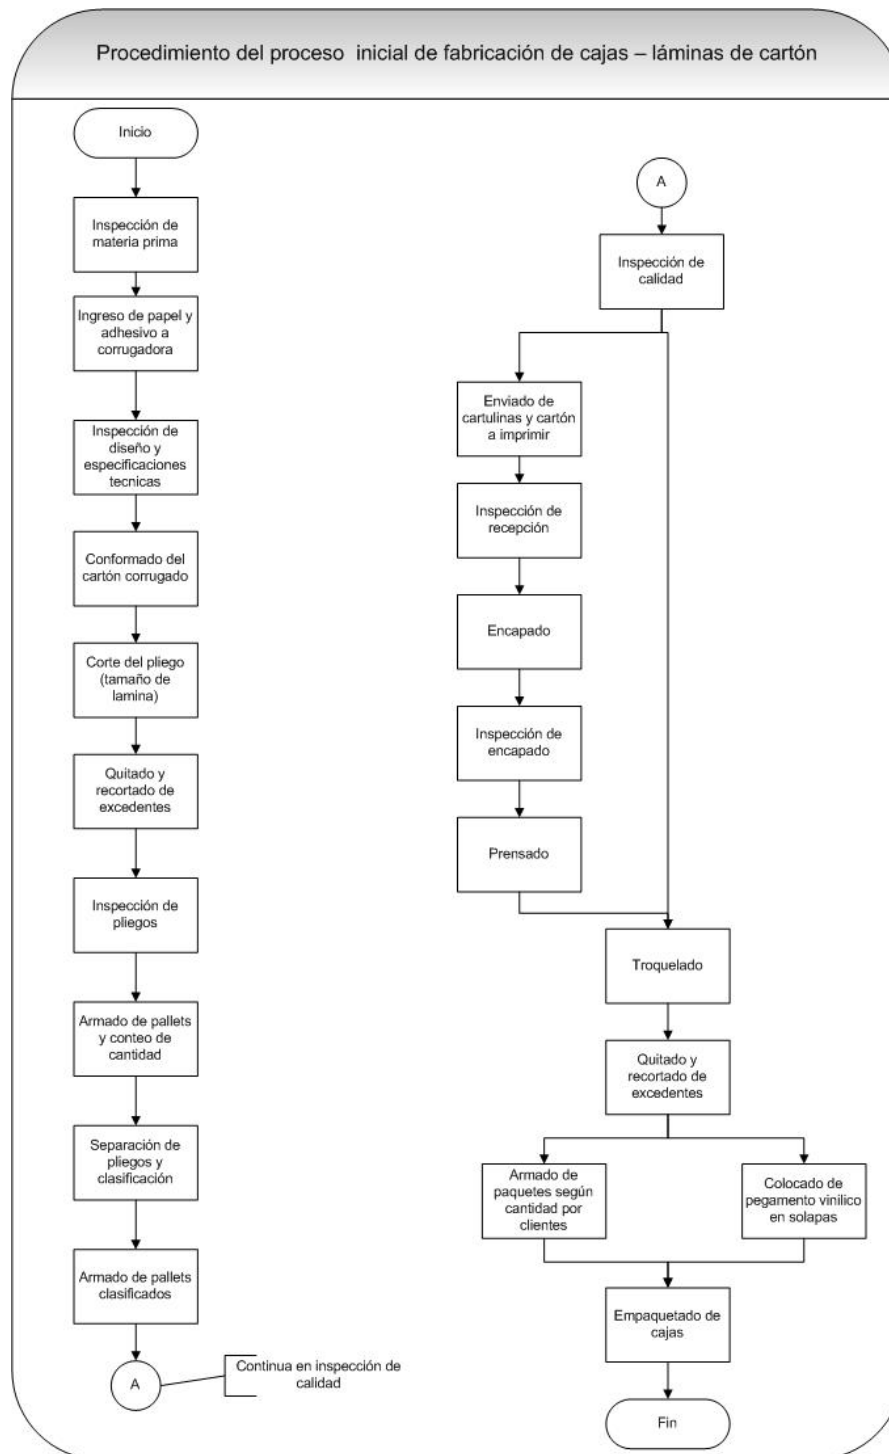 Procedimiento del proceso inicial de fabricación de cajas – láminas de cartón
Inicio
Inspección de
materia prima
Ingreso de papel y
adhesivo a
corrugadora
Inspección de
diseño y
especificaciones
tecnicas
Conformado del
cartón corrugado
Corte del pliego
(tamaño de
lamina)
Quitado y
recortado de
excedentes
Inspección de
pliegos
Armado de pallets
y conteo de
cantidad
Separación de
pliegos y
clasificación
Armado de pallets
clasificados
A
Continua en inspección de
calidad
A
Inspección de
calidad
Enviado de
cartulinas y cartón
a imprimir
Inspección de
recepción
Encapado
Inspección de
encapado
Prensado
Troquelado
Quitado y
recortado de
excedentes
Armado de
paquetes según
cantidad por
clientes
Colocado de
pegamento vinilico
en solapas
Empaquetado de
cajas
Fin